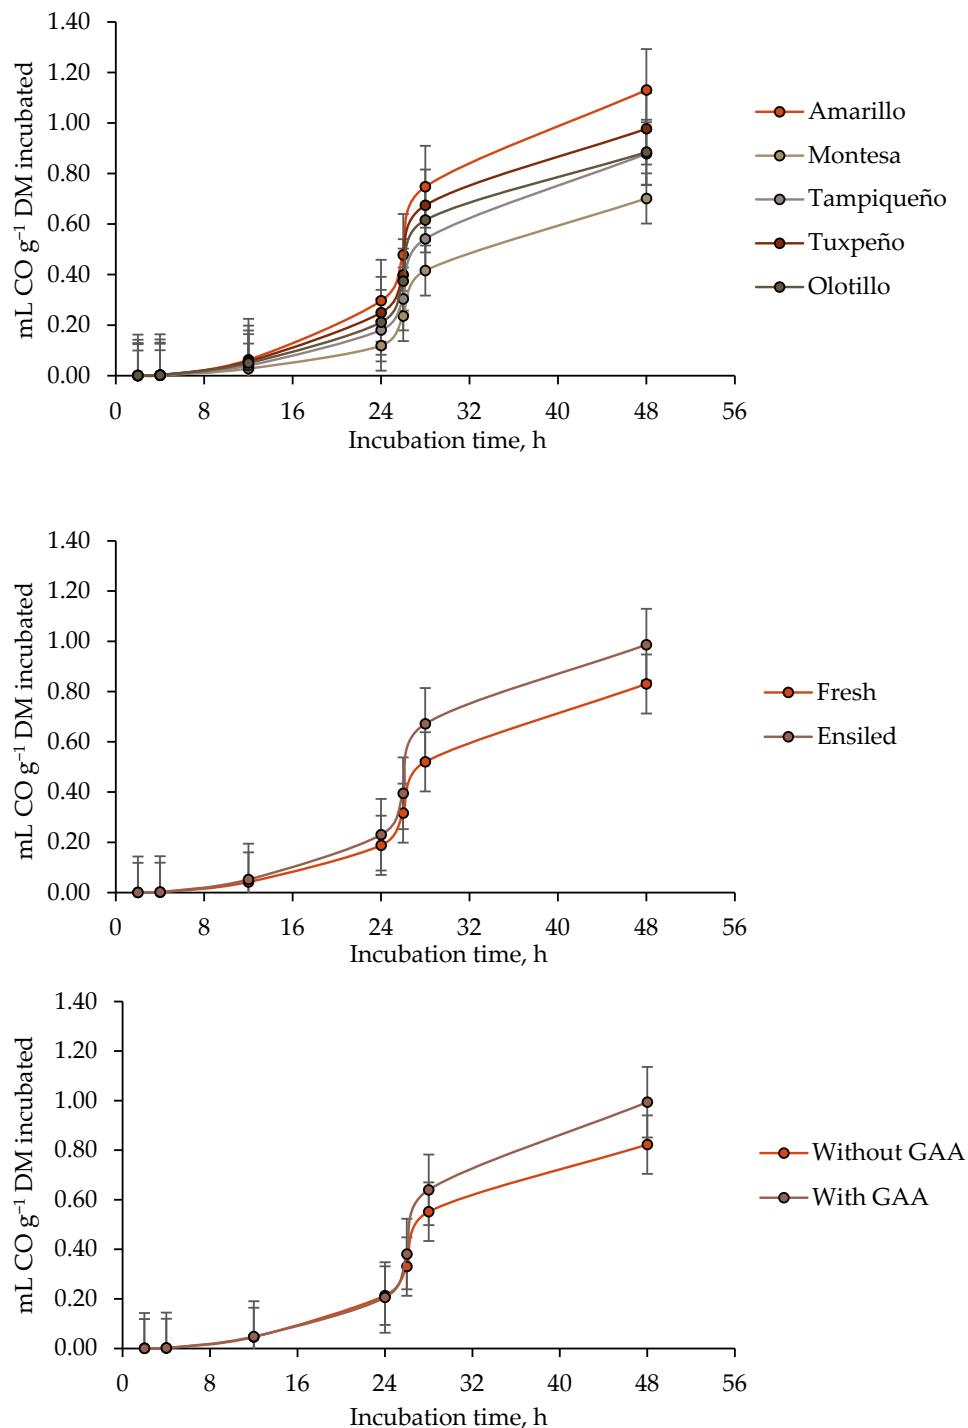 1.40
1.20
1.00
0.80
0.60
0.40
0.20
0.00
mL CO g⁻¹ DM incubated
0 8 16 24 32 40 48 56
Incubation time, h
Amarillo
Montesa
Tampiqueño
Tuxpeño
Olotillo
1.40
1.20
1.00
0.80
0.60
0.40
0.20
0.00
mL CO g⁻¹ DM incubated
0 8 16 24 32 40 48 56
Incubation time, h
Fresh
Ensiled
1.40
1.20
1.00
0.80
0.60
0.40
0.20
0.00
mL CO g⁻¹ DM incubated
0 8 16 24 32 40 48 56
Incubation time, h
Without GAA
With GAA